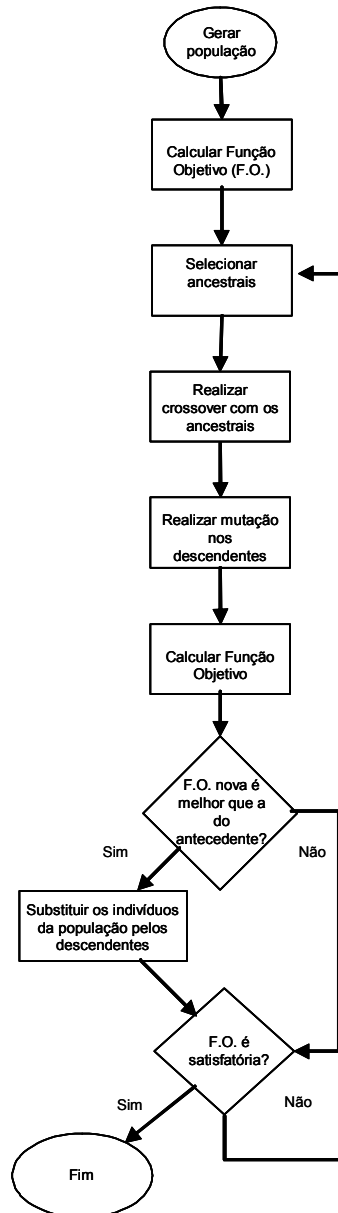 Gerar
população
Calcular Função
Objetivo (F.O.)
Selecionar
ancestrais
Realizar
crossover com os
ancestrais
Realizar mutação
nos
descendentes
Calcular Função
Objetivo
F.O. nova é
melhor que a
do
antecedente?
Sim
Não
Substituir os indivíduos
da população pelos
descendentes
F.O. é
satisfatória?
Sim
Não
Fim